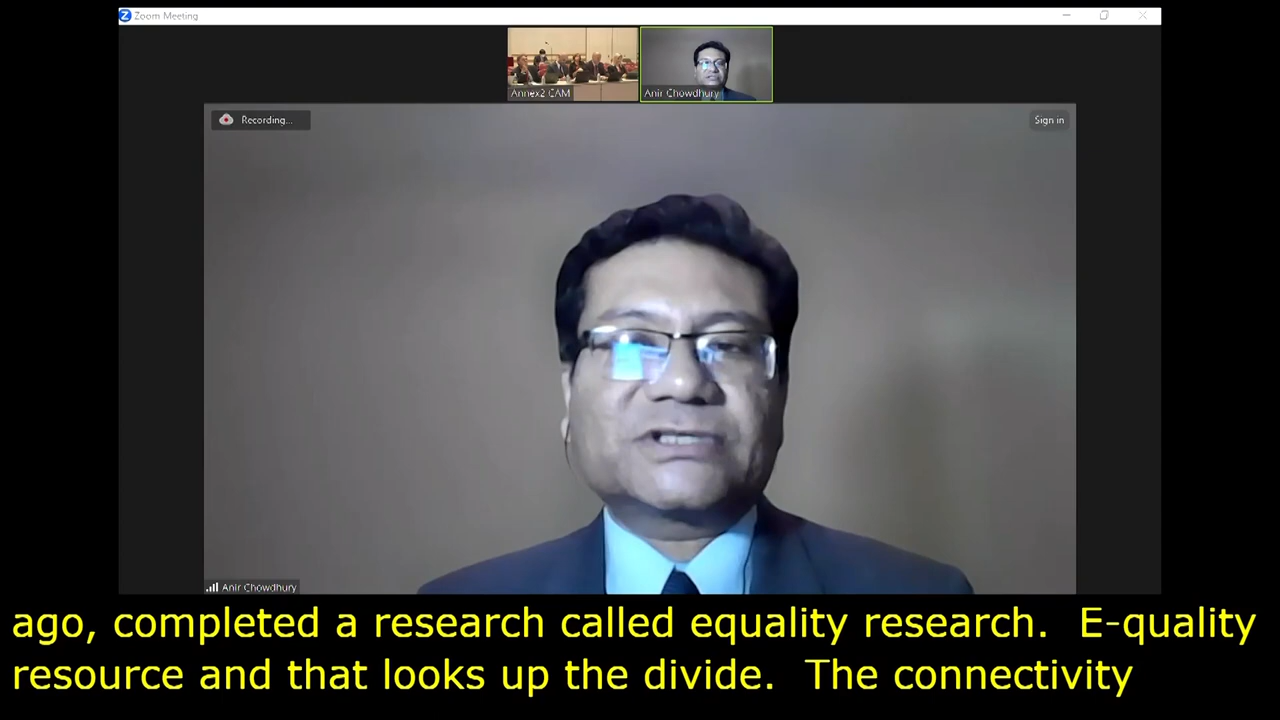 Zoom Meeting
Annex2 CAM
Anir Chowdhury
Recording...
Sign in
Anir Chowdhury
ago, completed a research called equality research.  E-quality
resource and that looks up the divide.  The connectivity